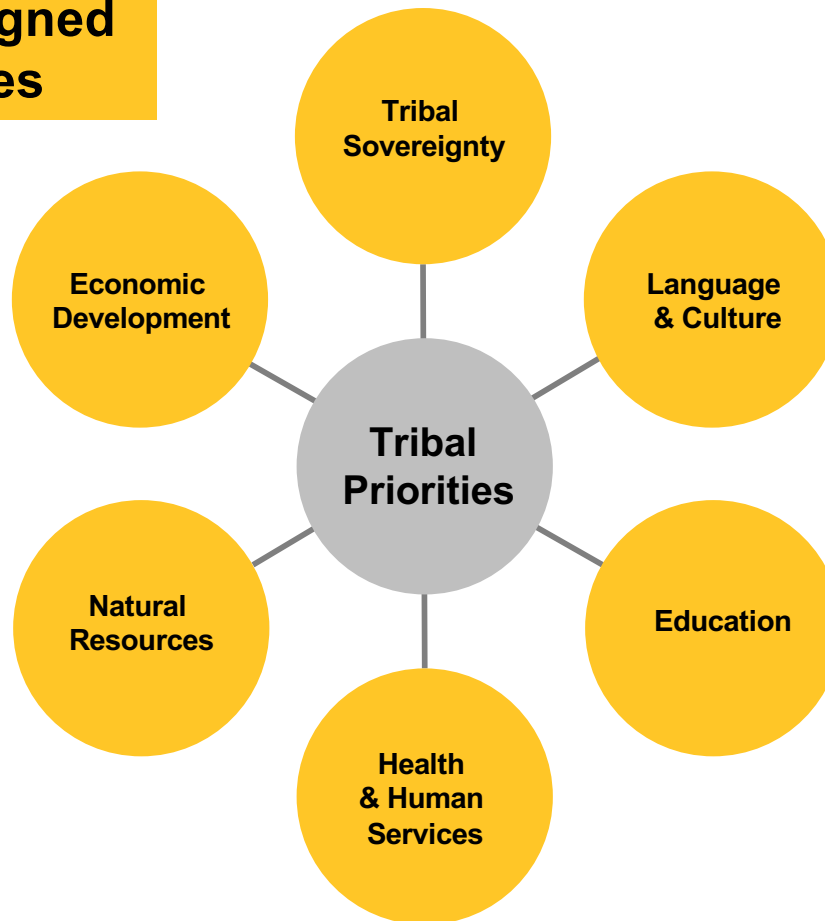 gned
es
Tribal
Sovereignty
Economic
Development
Language
& Culture
Tribal
Priorities
Natural
Resources
Education
Health
& Human
Services